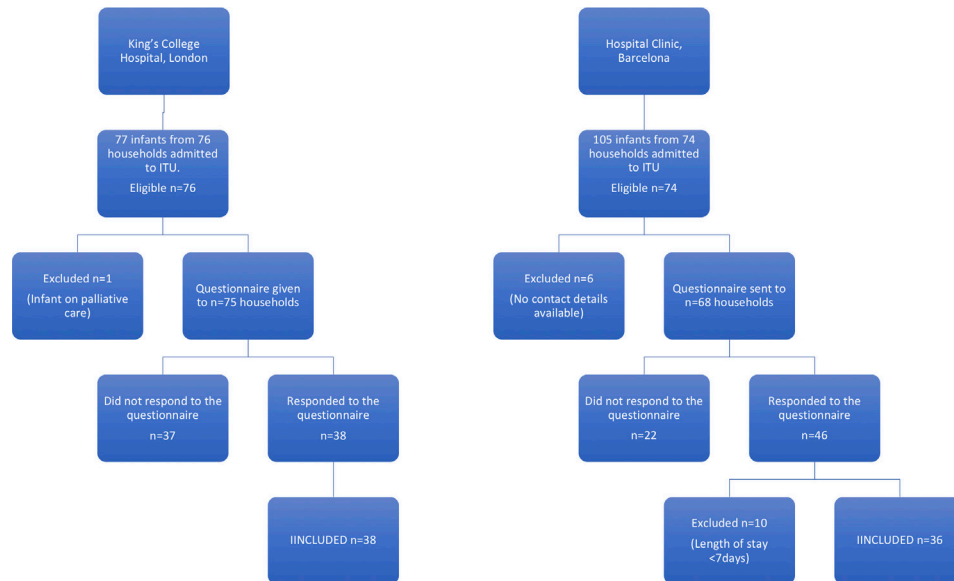 King's College
Hospital, London
77 infants from 76
households admitted
to ITU.
Eligible n=76
Excluded n=1
(Infant on palliative
care)
Questionnaire given
to n=75 households
Did not respond to the
questionnaire
n=37
Responded to the
questionnaire
n=38
IINCLUDED n=38
Hospital Clinic,
Barcelona
105 infants from 74
households admitted
to ITU
Eligible n=74
Excluded n=6
(No contact details
available)
Questionnaire sent to
n=68 households
Did not respond to the
questionnaire
n=22
Responded to the
questionnaire
n=46
Excluded n=10
(Length of stay
<7days)
IINCLUDED n=36